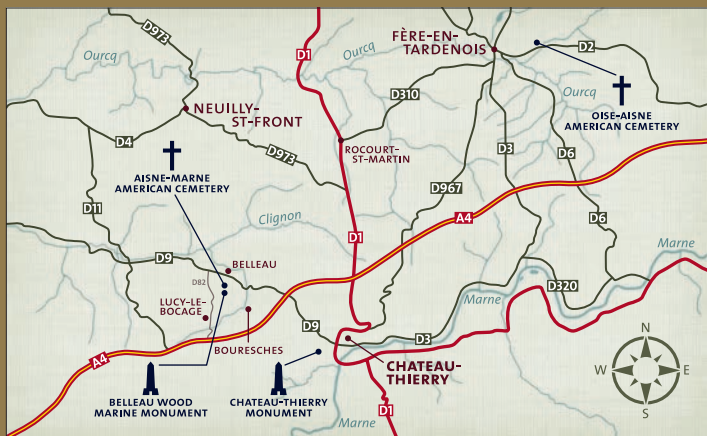 D973
D1
Ourcq
Ourcq
FÈRE-EN-
TARDENOIS
D2
NEUILLY-
ST-FRONT
D310
Ourcq
OISE-AISNE
AMERICAN CEMETERY
D4
D973
ROCOURT-
ST-MARTIN
D3
D6
AISNE-MARNE
AMERICAN CEMETERY
D967
D11
Clignon
A4
D6
D1
Marne
D9
BELLEAU
D82
LUCY-LE-
BOCAGE
Marne
D320
D9
D3
BOURESCHES
A4
CHATEAU-
THIERRY
N
W
E
S
BELLEAU WOOD
MARINE MONUMENT
CHATEAU-THIERRY
MONUMENT
D1
Marne